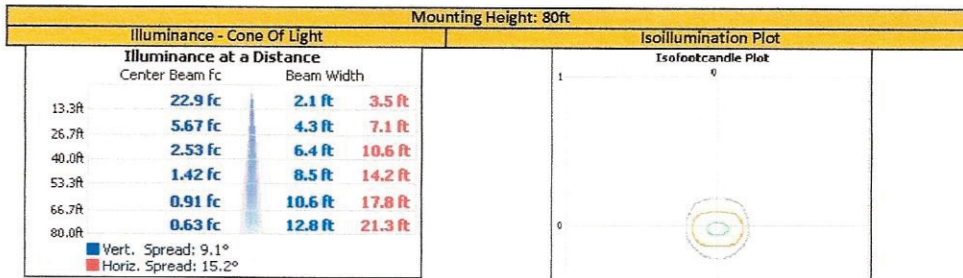 Mounting Height: 80ft
Illuminance - Cone Of Light
Isoillumination Plot
Illuminance at a Distance
Center Beam fc Beam Width
13.3ft 22.9 fc 2.1 ft 3.5 ft
26.7ft 5.67 fc 4.3 ft 7.1 ft
40.0ft 2.53 fc 6.4 ft 10.6 ft
53.3ft 1.42 fc 8.5 ft 14.2 ft
66.7ft 0.91 fc 10.6 ft 17.8 ft
80.0ft 0.63 fc 12.8 ft 21.3 ft
Vert. Spread: 9.1°
Horiz. Spread: 15.2°
Isofootcandle Plot
0
1
0